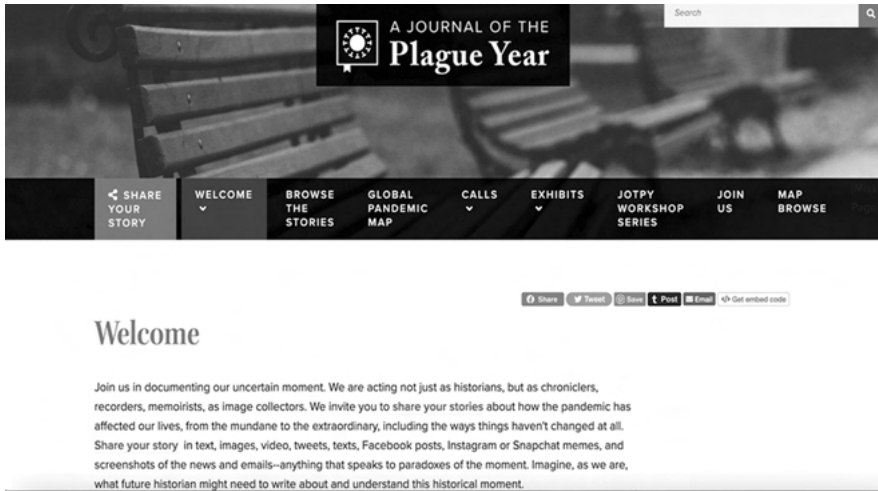 Search
A JOURNAL OF THE
Plague Year
SHARE YOUR STORY
WELCOME
BROWSE THE STORIES
GLOBAL PANDEMIC MAP
CALLS
EXHIBITS
JOTPY WORKSHOP SERIES
JOIN US
MAP BROWSE
Share Tweet Save Post Email Get embed code
Welcome
Join us in documenting our uncertain moment. We are acting not just as historians, but as chroniclers,
recorders, memoirists, as image collectors. We invite you to share your stories about how the pandemic has
affected our lives, from the mundane to the extraordinary, including the ways things haven't changed at all.
Share your story in text, images, video, tweets, texts, Facebook posts, Instagram or Snapchat memes, and
screenshots of the news and emails–anything that speaks to paradoxes of the moment. Imagine, as we are,
what future historian might need to write about and understand this historical moment.